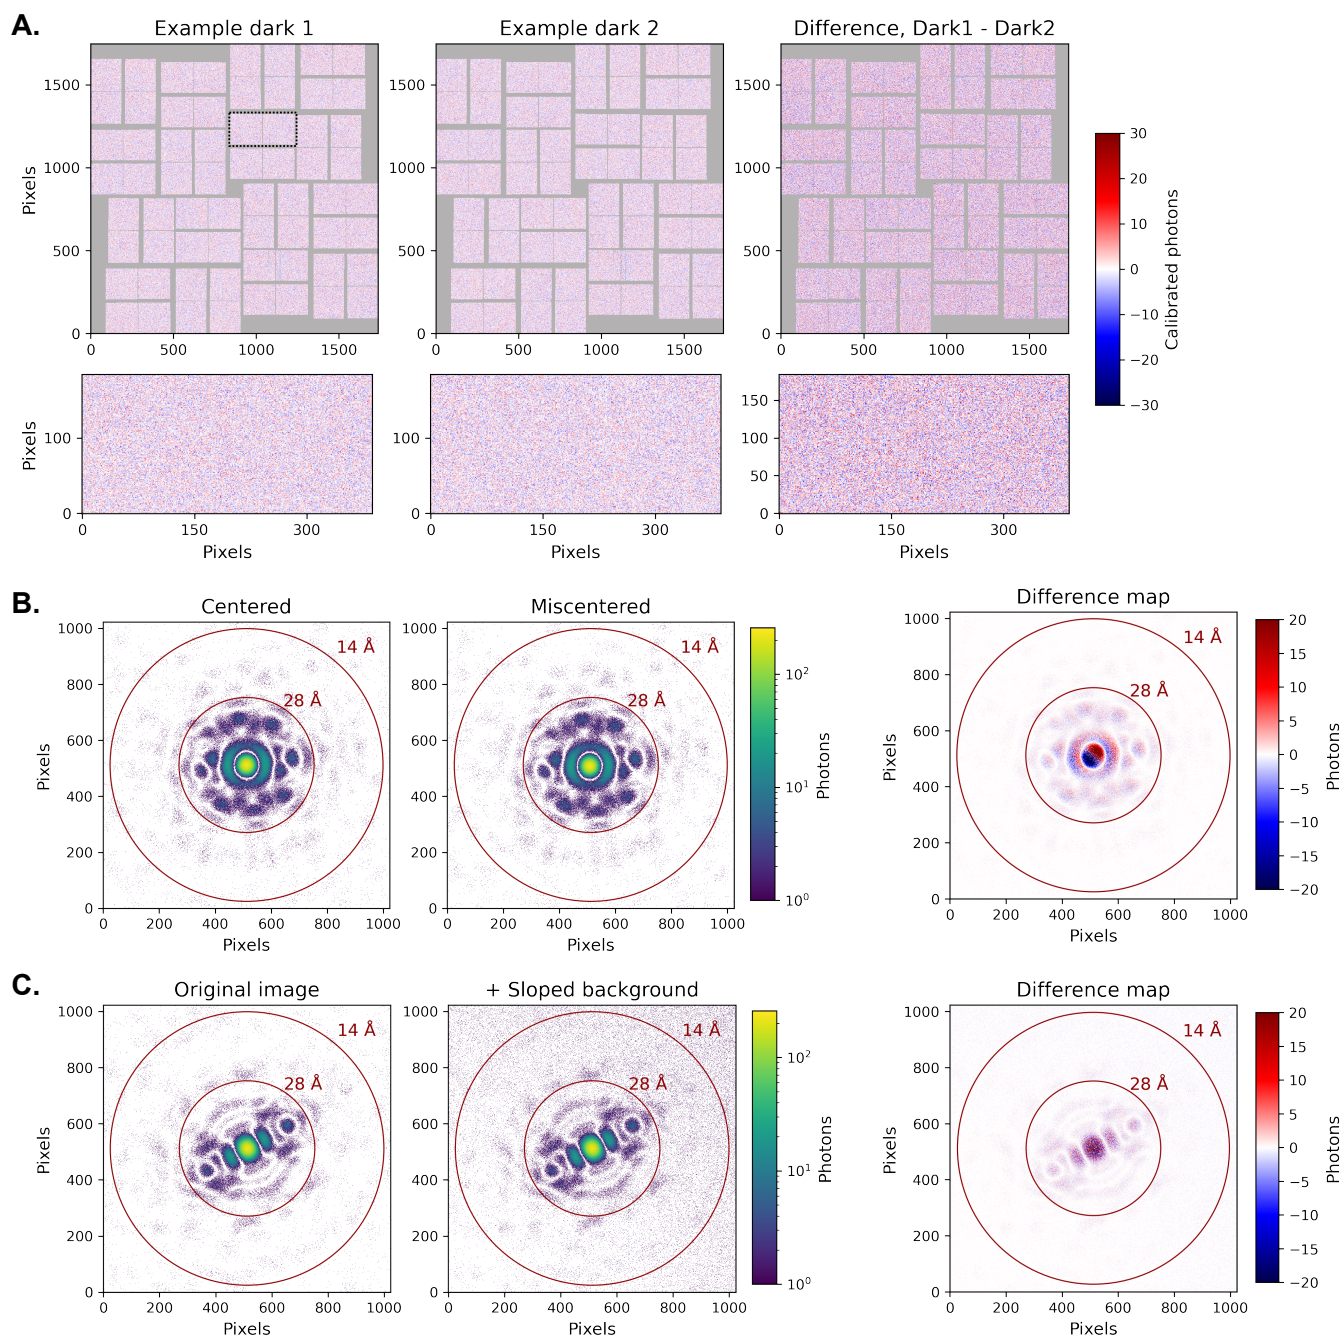 A.
Example dark 1
Example dark 2
Difference, Dark1 - Dark2
Pixels
1500
1000
500
0
0 500 1000 1500
1500
1000
500
0
500 1000 1500
1500
1000
500
0
0 500 1000 1500
30
20
10
0
−10
−20
−30
Calibrated photons
Pixels
100
0
0 150 300
Pixels
100
0
0 150 300
Pixels
150
100
50
0
0 150 300
Pixels
B.
Centered
Miscentered
Difference map
Pixels
1000
800
600
400
200
0
0 200 400 600 800 1000
Pixels
14 Å
28 Å
1000
800
600
400
200
0
0 200 400 600 800 1000
Pixels
14 Å
28 Å
10²
10¹
10⁰
Photons
Pixels
1000
800
600
400
200
0
0 200 400 600 800 1000
Pixels
14 Å
28 Å
20
15
10
5
0
−5
−10
−15
−20
Photons
C.
Original image
+ Sloped background
Difference map
Pixels
1000
800
600
400
200
0
0 200 400 600 800 1000
Pixels
14 Å
28 Å
1000
800
600
400
200
0
0 200 400 600 800 1000
Pixels
14 Å
28 Å
10²
10¹
10⁰
Photons
Pixels
1000
800
600
400
200
0
0 200 400 600 800 1000
Pixels
14 Å
28 Å
20
15
10
5
0
−5
−10
−15
−20
Photons